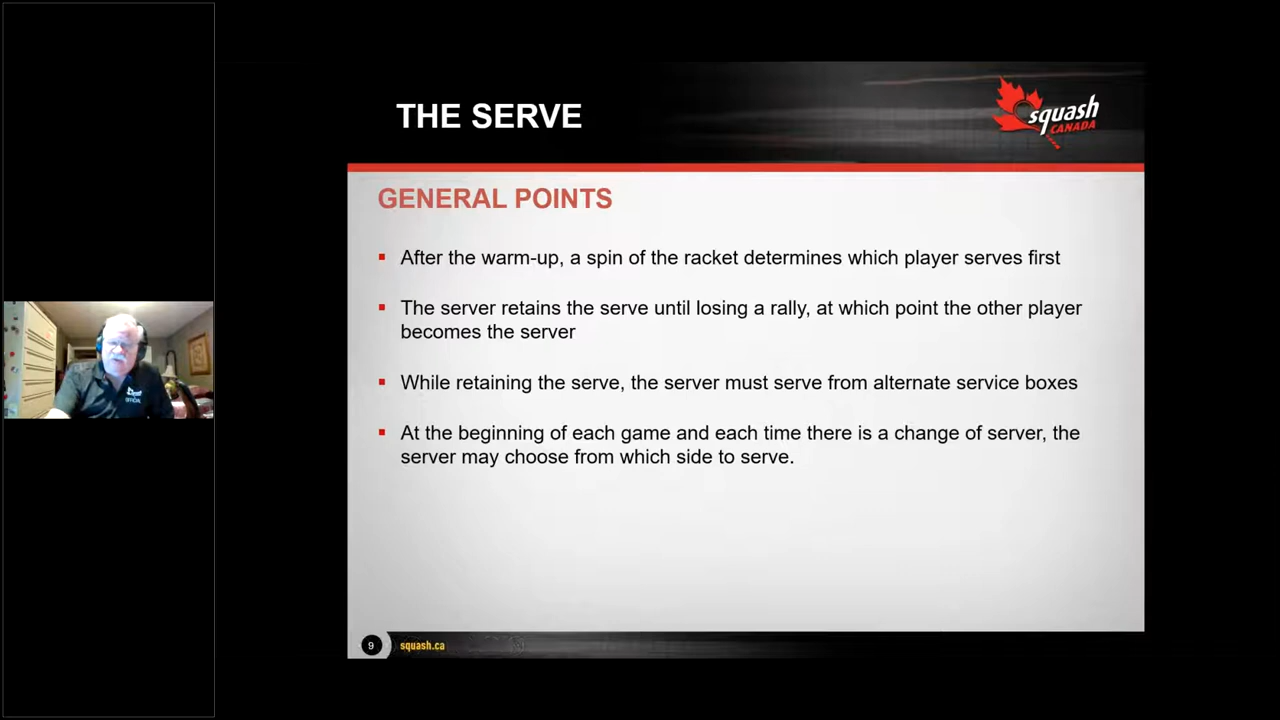 THE SERVE
squash
CANADA
GENERAL POINTS
After the warm-up, a spin of the racket determines which player serves first
The server retains the serve until losing a rally, at which point the other player
becomes the server
While retaining the serve, the server must serve from alternate service boxes
At the beginning of each game and each time there is a change of server, the
server may choose from which side to serve.
9
squash.ca